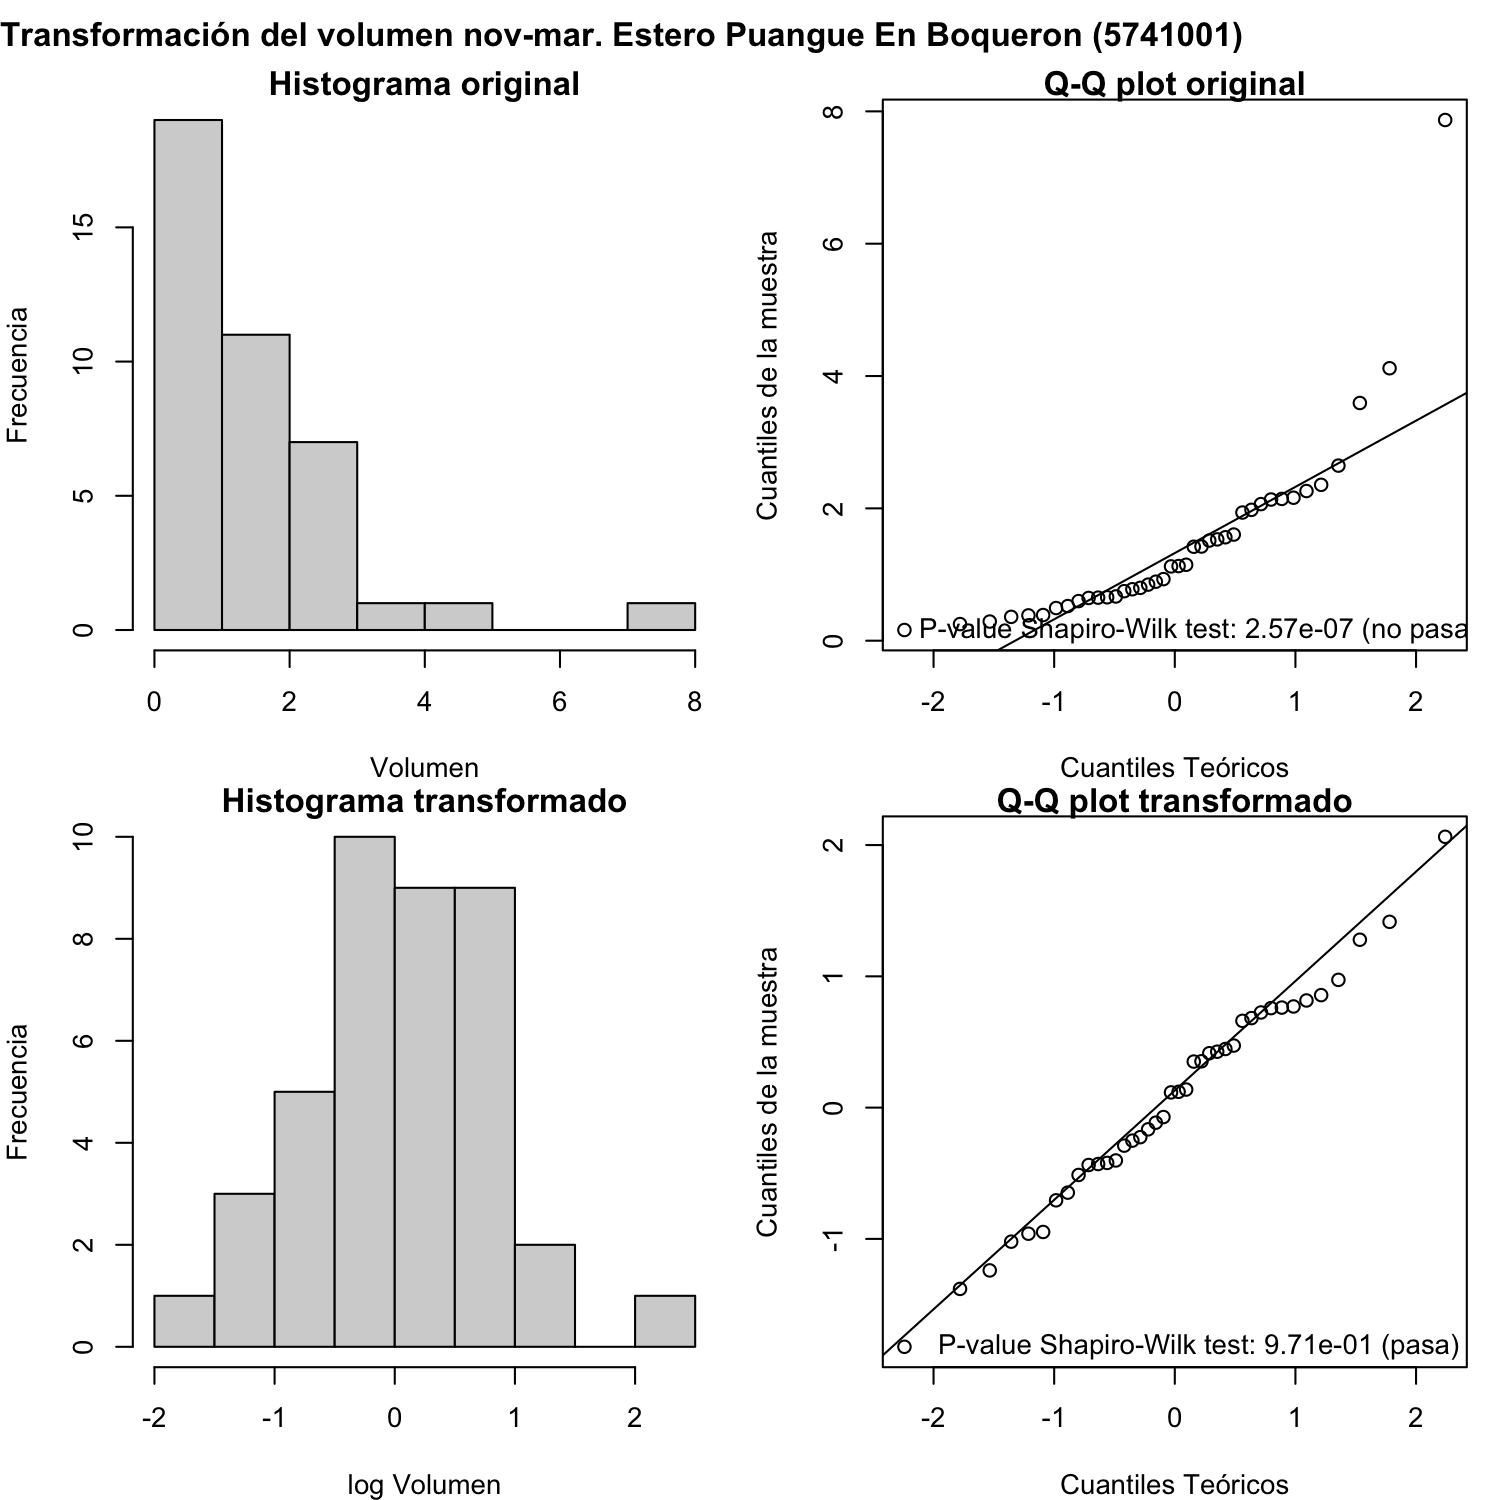 Transformación del volumen nov-mar. Estero Puangue En Boqueron (5741001)
Histograma original
Frecuencia
15
10
5
0
0 2 4 6 8
Volumen
Q-Q plot original
Cuantiles de la muestra
8
6
4
2
0
P-value Shapiro-Wilk test: 2.57e-07 (no pasa
-2 -1 0 1 2
Cuantiles Teóricos
Histograma transformado
Frecuencia
10
8
6
4
2
0
-2 -1 0 1 2
log Volumen
Q-Q plot transformado
Cuantiles de la muestra
2
1
0
-1
P-value Shapiro-Wilk test: 9.71e-01 (pasa)
-2 -1 0 1 2
Cuantiles Teóricos